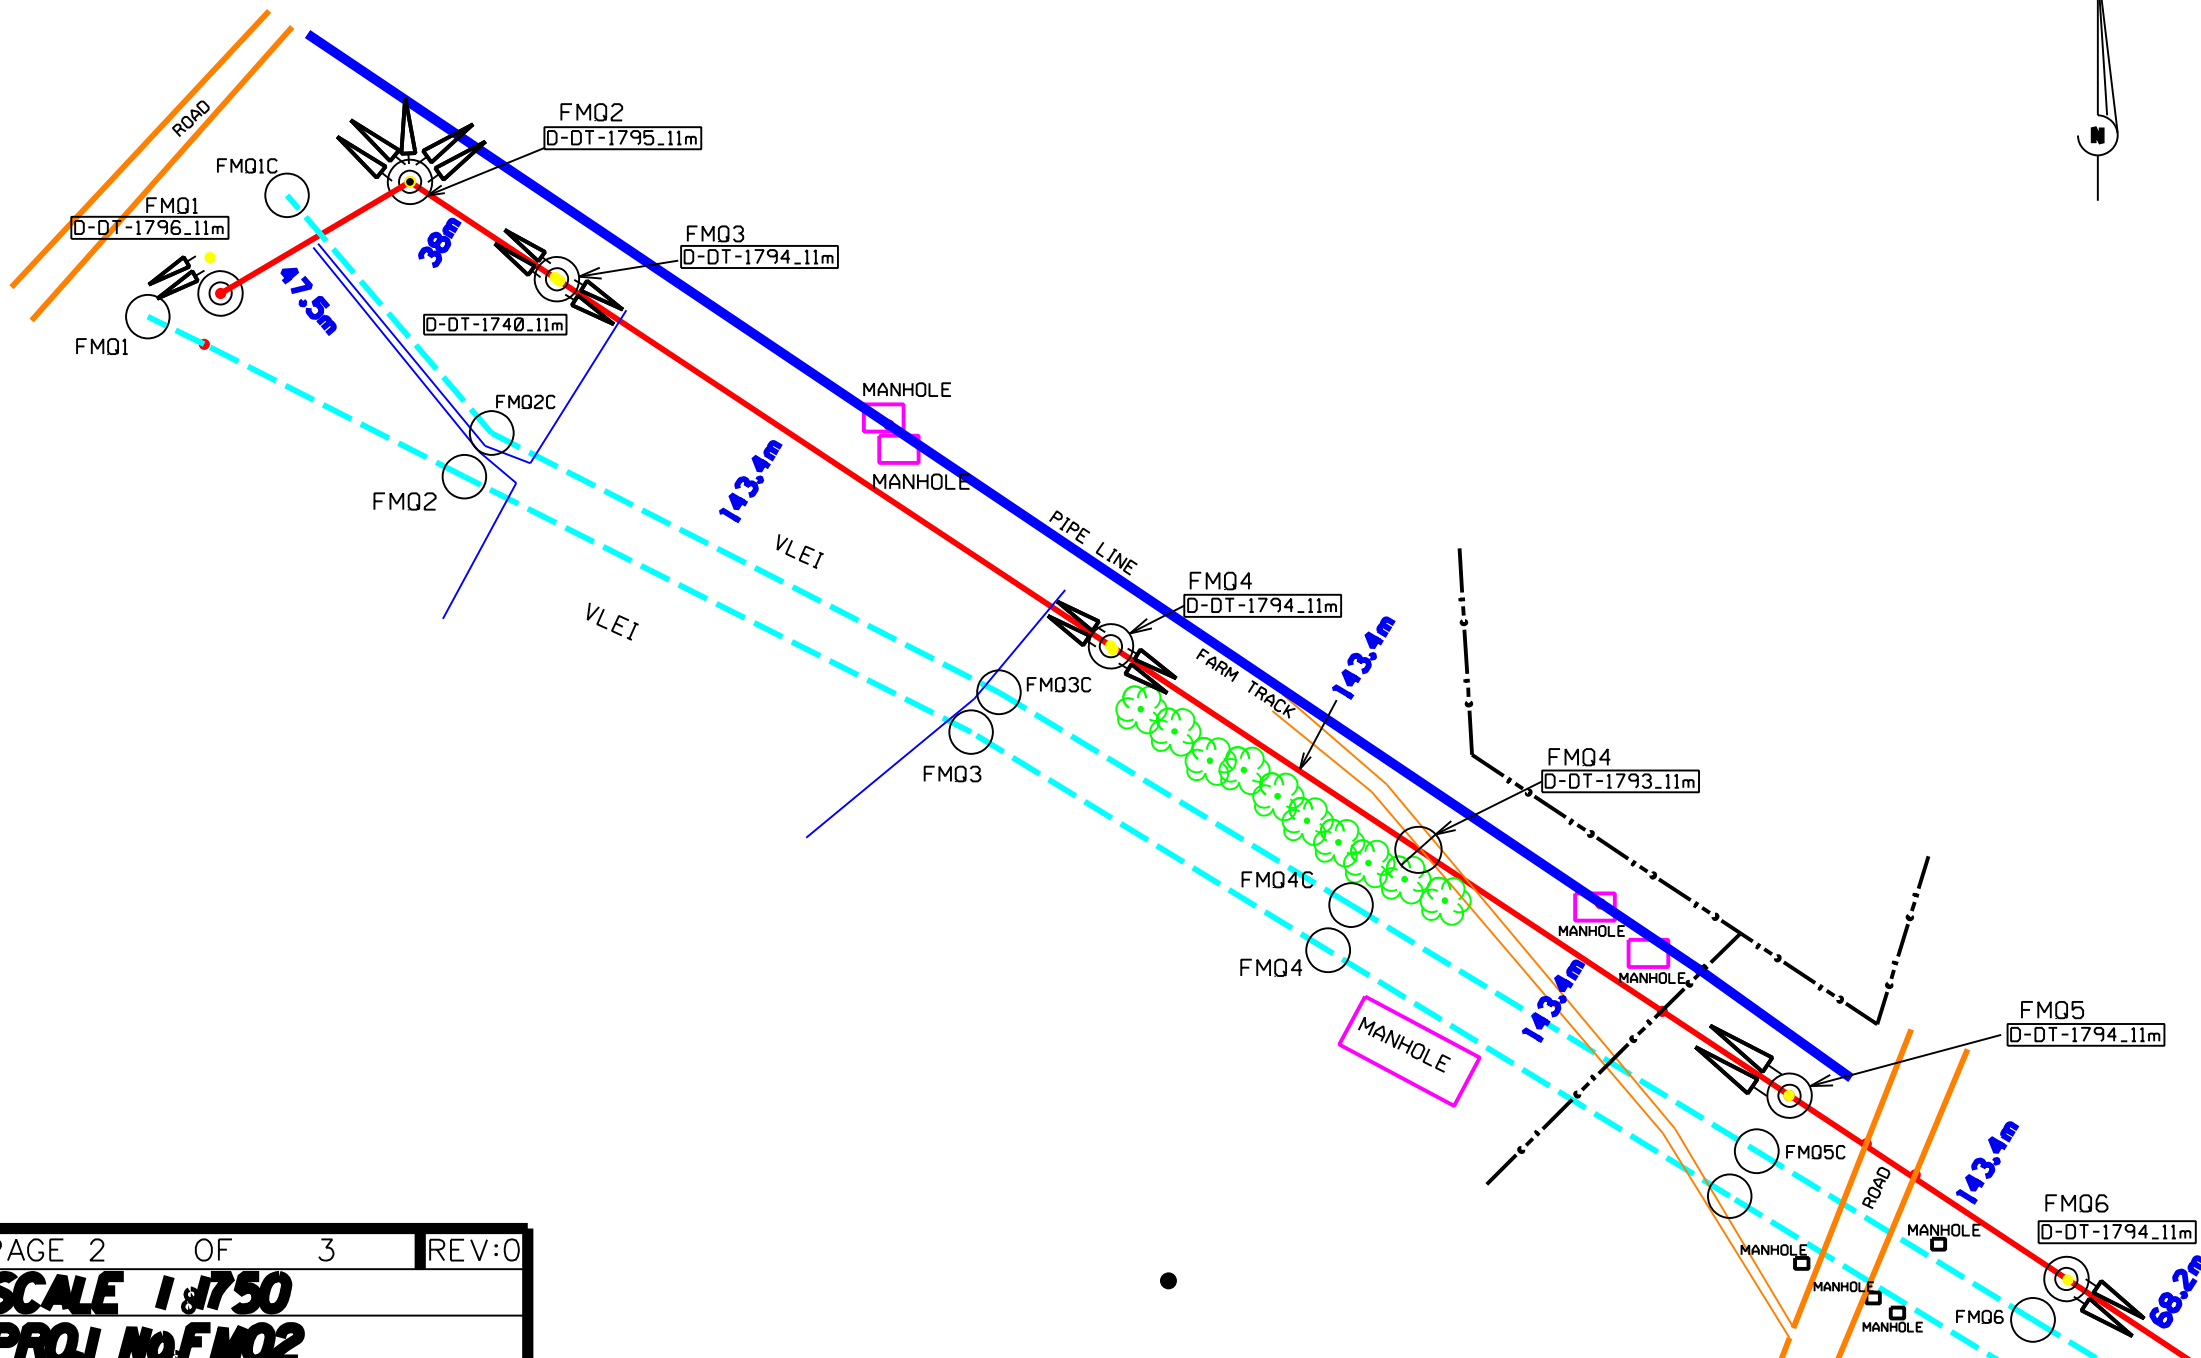 FMQ2
D-DT-1795_11m
ROAD
FMQ1C
FMQ1
D-DT-1796_11m
38m
FMQ3
D-DT-1794_11m
47.5m
D-DT-1740_11m
FMQ1
MANHOLE
FMQ2C
MANHOLE
FMQ2
143.4m
PIPE LINE
VLEI
VLEI
FMQ4
D-DT-1794_11m
FARM TRACK
143.4m
FMQ3C
FMQ3
FMQ4
D-DT-1793_11m
FMQ4C
MANHOLE
FMQ4
MANHOLE
143.4m
MANHOLE
FMQ5
D-DT-1794_11m
N
FMQ5C
143.4m
ROAD
FMQ6
D-DT-1794_11m
MANHOLE
MANHOLE
MANHOLE
MANHOLE
FMQ6
68.2m
PAGE 2 OF 3 REV:0
SCALE 1:1750
PROJ No:FMQ2